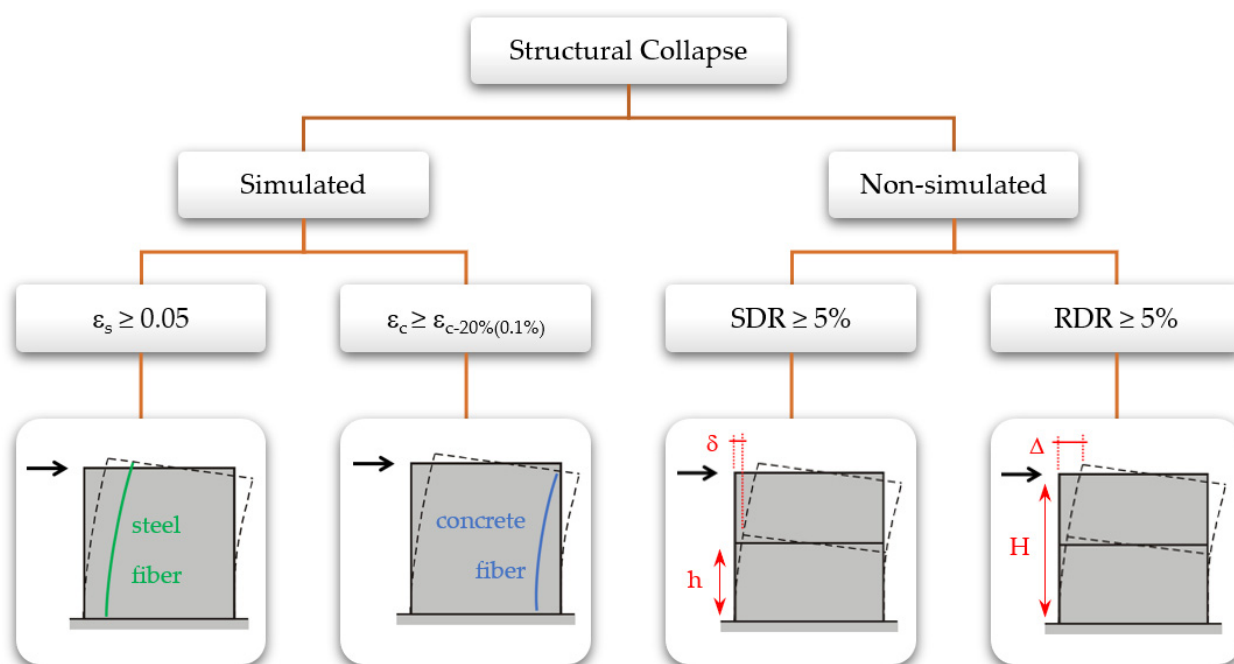 Structural Collapse
Simulated
Non-simulated
εs ≥ 0.05
εc ≥ εc-20%(0.1%)
SDR ≥ 5%
RDR ≥ 5%
steel
fiber
concrete
fiber
δ
h
Δ
H